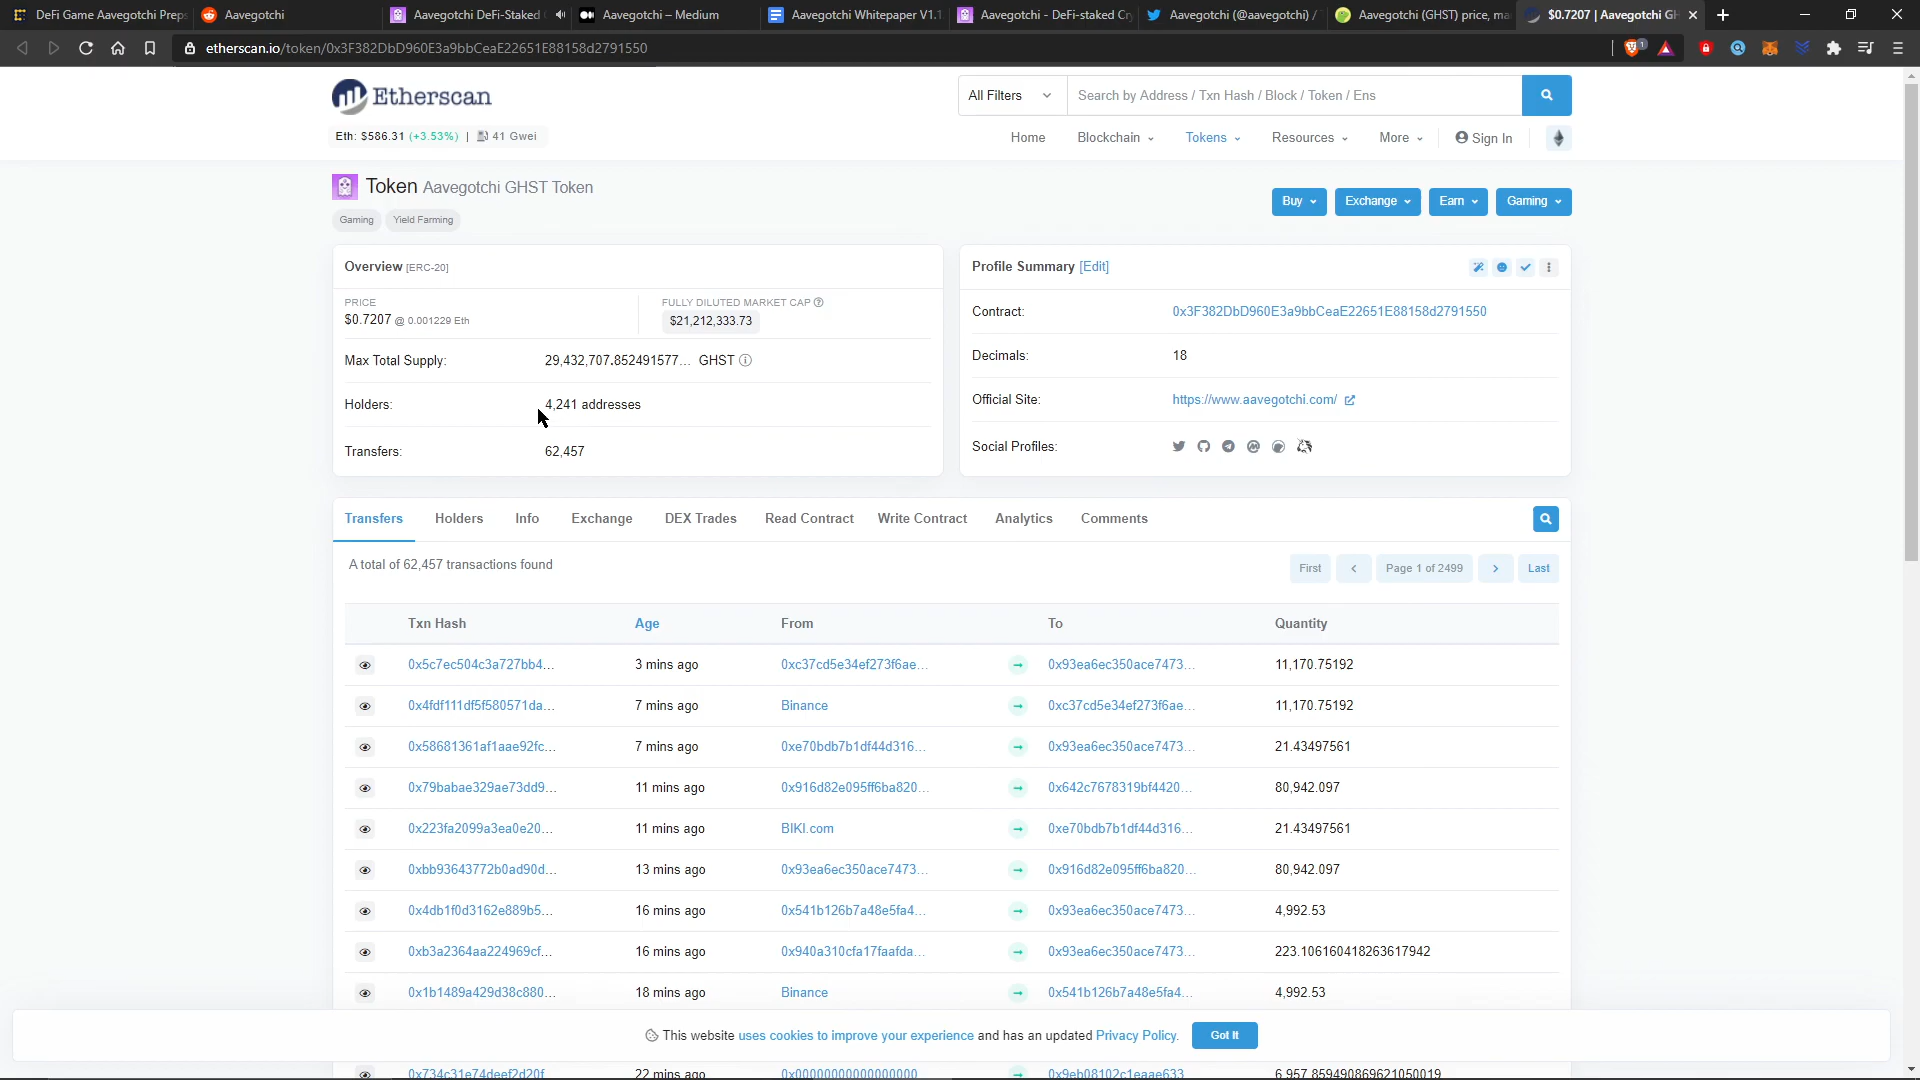 DeFi Game Aavegotchi Preps
Aavegotchi
Aavegotchi DeFi-Staked
Aavegotchi – Medium
Aavegotchi Whitepaper V1.1
Aavegotchi - DeFi-staked Cry
Aavegotchi (@aavegotchi) /
Aavegotchi (GHST) price, ma
$0.7207 | Aavegotchi GH
etherscan.io/token/0x3F382DbD960E3a9bbCeaE22651E88158d2791550
1
Etherscan
All Filters
Search by Address / Txn Hash / Block / Token / Ens
Eth: $586.31 (+3.53%) | 41 Gwei
Home Blockchain Tokens Resources More Sign In
Token Aavegotchi GHST Token
Gaming Yield Farming
Buy Exchange Earn Gaming
Overview [ERC-20]
PRICE
$0.7207 @ 0.001229 Eth
FULLY DILUTED MARKET CAP
$21,212,333.73
Max Total Supply: 29,432,707.852491577... GHST
Holders: 4,241 addresses
Transfers: 62,457
Profile Summary [Edit]
Contract: 0x3F382DbD960E3a9bbCeaE22651E88158d2791550
Decimals: 18
Official Site: https://www.aavegotchi.com/
Social Profiles:
Transfers Holders Info Exchange DEX Trades Read Contract Write Contract Analytics Comments
A total of 62,457 transactions found
First Page 1 of 2499 Last
Txn Hash Age From To Quantity
0x5c7ec504c3a727bb4... 3 mins ago 0xc37cd5e34ef273f6ae... 0x93ea6ec350ace7473... 11,170.75192
0x4fdf111df5f580571da... 7 mins ago Binance 0xc37cd5e34ef273f6ae... 11,170.75192
0x58681361af1aae92fc... 7 mins ago 0xe70bdb7b1df44d316... 0x93ea6ec350ace7473... 21.43497561
0x79babae329ae73dd9... 11 mins ago 0x916d82e095ff6ba820... 0x642c7678319bf4420... 80,942.097
0x223fa2099a3ea0e20... 11 mins ago BIKI.com 0xe70bdb7b1df44d316... 21.43497561
0xbb93643772b0ad90d... 13 mins ago 0x93ea6ec350ace7473... 0x916d82e095ff6ba820... 80,942.097
0x4db1f0d3162e889b5... 16 mins ago 0x541b126b7a48e5fa4... 0x93ea6ec350ace7473... 4,992.53
0xb3a2364aa224969cf... 16 mins ago 0x940a310cfa17faafda... 0x93ea6ec350ace7473... 223.106160418263617942
0x1b1489a429d38c880... 18 mins ago Binance 0x541b126b7a48e5fa4... 4,992.53
This website uses cookies to improve your experience and has an updated Privacy Policy. Got It
0x734c31e74deef2d20f 22 mins ago 0x00000000000000000 0x9eb08102c1eaae633 6,957.859490869621050019